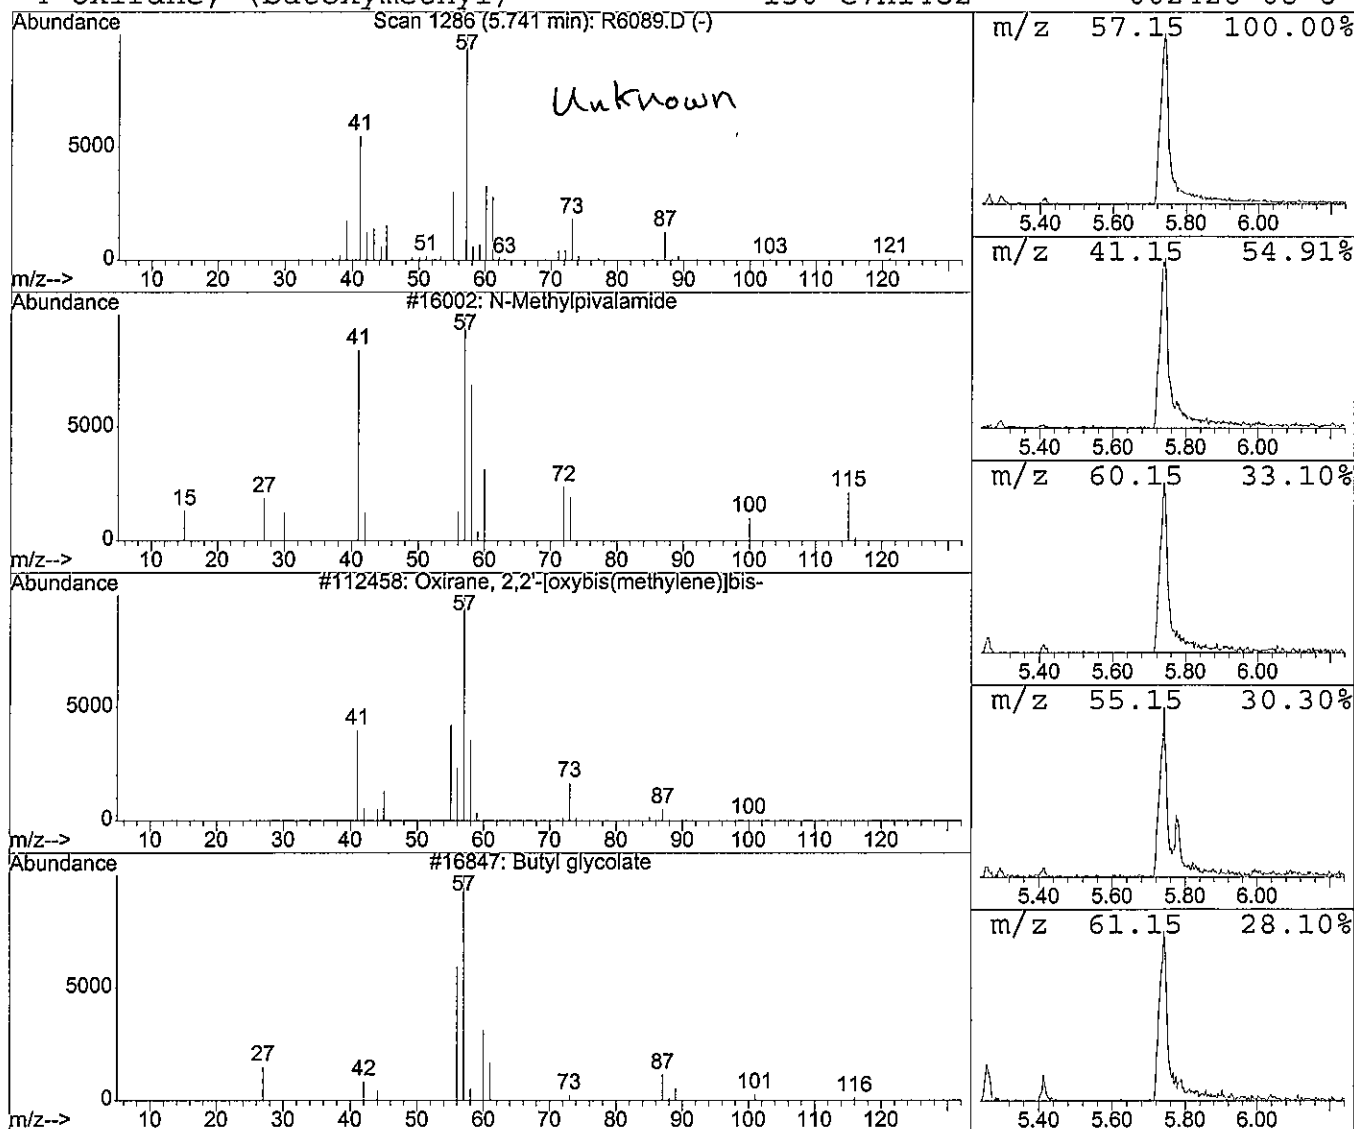 Abundance Scan 1286 (5.741 min): R6089.D (-)
57
Unknown
41
5000
73
87
51 63 103 121
0
m/z--> 10 20 30 40 50 60 70 80 90 100 110 120
Abundance #16002: N-Methylpivalamide
57
41
5000
15 27 72 100 115
0
m/z--> 10 20 30 40 50 60 70 80 90 100 110 120
Abundance #112458: Oxirane, 2,2'-[oxybis(methylene)]bis-
57
5000
41
73
87 100
0
m/z--> 10 20 30 40 50 60 70 80 90 100 110 120
Abundance #16847: Butyl glycolate
57
5000
27 42 73 87 101 116
0
m/z--> 10 20 30 40 50 60 70 80 90 100 110 120
m/z 57.15 100.00%
5.40 5.60 5.80 6.00
m/z 41.15 54.91%
5.40 5.60 5.80 6.00
m/z 60.15 33.10%
5.40 5.60 5.80 6.00
m/z 55.15 30.30%
5.40 5.60 5.80 6.00
m/z 61.15 28.10%
5.40 5.60 5.80 6.00